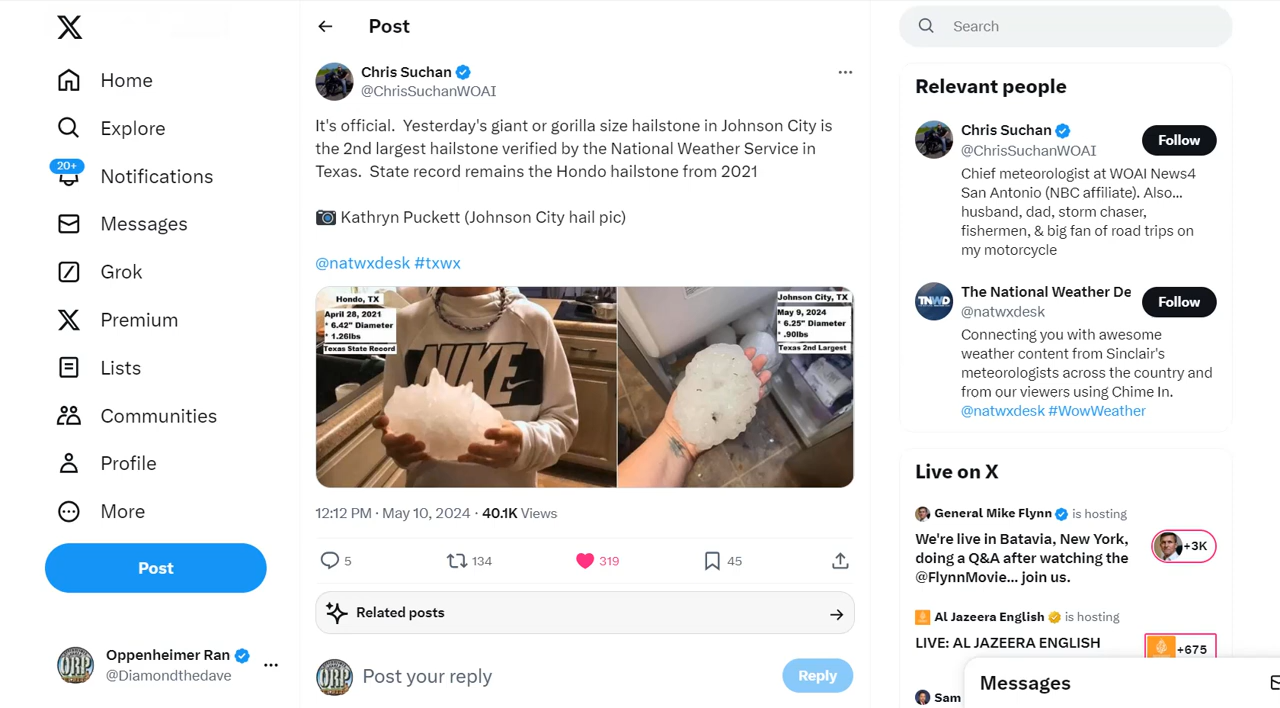 Home
Explore
20+
Notifications
Messages
Grok
Premium
Lists
Communities
Profile
More
Post
Oppenheimer Ran
@Diamondthedave
Post
Chris Suchan
@ChrisSuchanWOAI
It's official.  Yesterday's giant or gorilla size hailstone in Johnson City is
the 2nd largest hailstone verified by the National Weather Service in
Texas.  State record remains the Hondo hailstone from 2021
Kathryn Puckett (Johnson City hail pic)
@natwxdesk #txwx
Hondo, TX
April 28, 2021
* 6.42" Diameter
* 1.26lbs
Texas State Record
NIKE
Johnson City, TX
May 9, 2024
* 6.25" Diameter
* .90lbs
Texas 2nd Largest
12:12 PM · May 10, 2024 · 40.1K Views
5 134 319 45
Related posts
ORP
Post your reply
Reply
Search
Relevant people
Chris Suchan
@ChrisSuchanWOAI
Follow
Chief meteorologist at WOAI News4
San Antonio (NBC affiliate). Also...
husband, dad, storm chaser,
fishermen, & big fan of road trips on
my motorcycle
TNWD
The National Weather De
@natwxdesk
Follow
Connecting you with awesome
weather content from Sinclair's
meteorologists across the country and
from our viewers using Chime In.
@natwxdesk #WowWeather
Live on X
General Mike Flynn is hosting
We're live in Batavia, New York,
doing a Q&A after watching the
@FlynnMovie... join us.
+3K
Al Jazeera English is hosting
LIVE: AL JAZEERA ENGLISH
+675
Sam
Messages